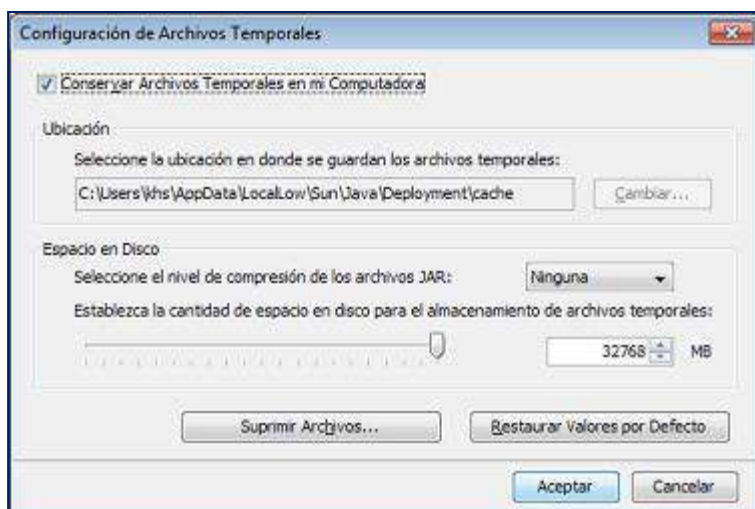 Configuración de Archivos Temporales
Conservar Archivos Temporales en mi Computadora
Ubicación
Seleccione la ubicación en donde se guardan los archivos temporales:
C:\Users\khs\AppData\LocalLow\Sun\Java\Deployment\cache
Cambiar...
Espacio en Disco
Seleccione el nivel de compresión de los archivos JAR:
Ninguna
Establezca la cantidad de espacio en disco para el almacenamiento de archivos temporales:
32768 MB
Suprimir Archivos...
Restaurar Valores por Defecto
Aceptar
Cancelar